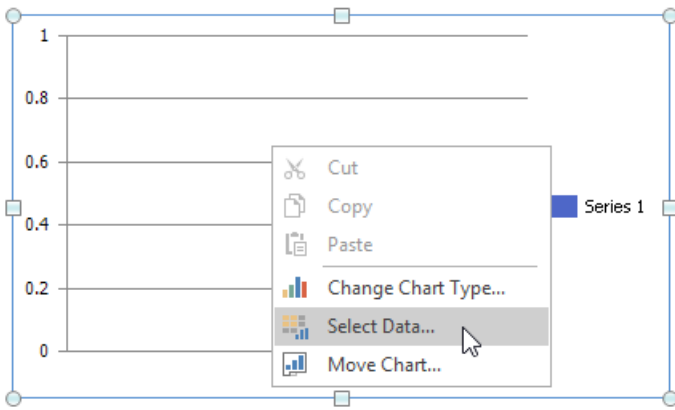 1
0.8
0.6
0.4
0.2
0
Cut
Copy
Paste
Change Chart Type...
Select Data...
Move Chart...
Series 1